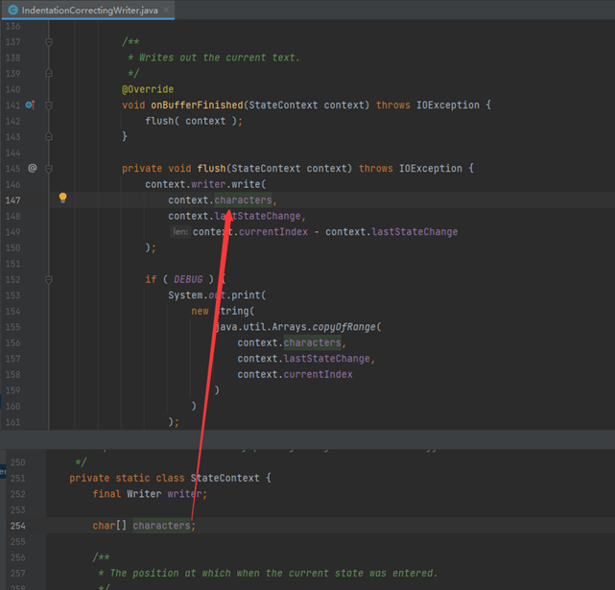 IndentationCorrectingWriter.java
136
137 /**
138 * Writes out the current text.
139 */
140 @Override
141 void onBufferFinished(StateContext context) throws IOException {
142 flush( context );
143 }
144
145 private void flush(StateContext context) throws IOException {
146 context.writer.write(
147 context.characters,
148 context.lastStateChange,
149 len: context.currentIndex - context.lastStateChange
150 );
151
152 if ( DEBUG ) {
153 System.out.print(
154 new String(
155 java.util.Arrays.copyOfRange(
156 context.characters,
157 context.lastStateChange,
158 context.currentIndex
159 )
160 )
161 );
250 */
251 private static class StateContext {
252 final Writer writer;
253
254 char[] characters;
255
256 /**
257 * The position at which when the current state was entered.
258 */